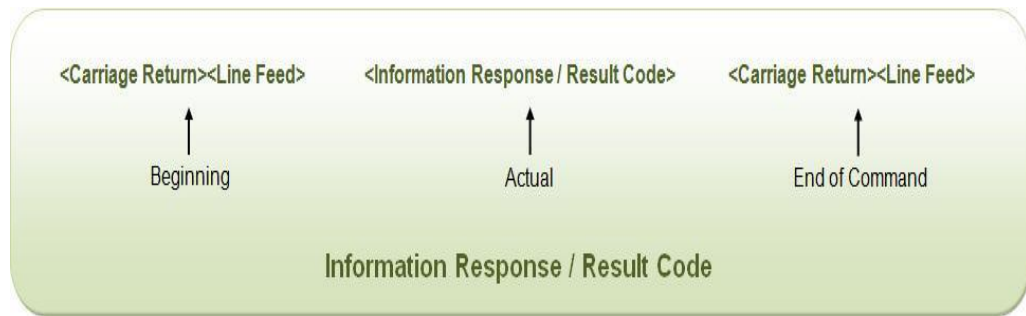 <Carriage Return><Line Feed> <Information Response / Result Code> <Carriage Return><Line Feed>
Beginning Actual End of Command
Information Response / Result Code